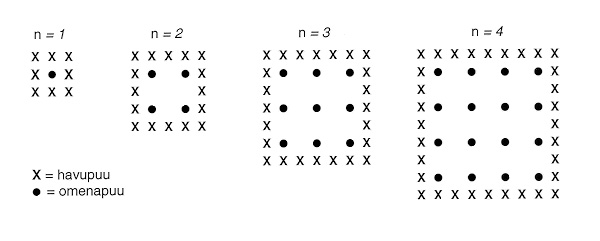 n = 1
n = 2
n = 3
n = 4
X = havupuu
● = omenapuu